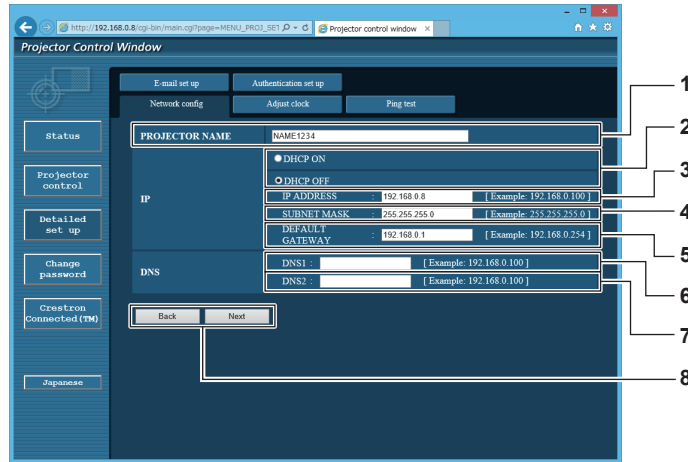 http://192.168.0.8/cgi-bin/main.cgi?page=MENU_PROJ_SET
Projector control window
Projector Control Window
E-mail set up Authentication set up
Network config Adjust clock Ping test
Status
Projector control
Detailed set up
Change password
Crestron Connected(TM)
Japanese
PROJECTOR NAME NAME1234
IP
DHCP ON
DHCP OFF
IP ADDRESS : 192.168.0.8 [ Example: 192.168.0.100 ]
SUBNET MASK : 255.255.255.0 [ Example: 255.255.255.0 ]
DEFAULT GATEWAY : 192.168.0.1 [ Example: 192.168.0.254 ]
DNS
DNS1 : [ Example: 192.168.0.100 ]
DNS2 : [ Example: 192.168.0.100 ]
Back Next
1
2
3
4
5
6
7
8